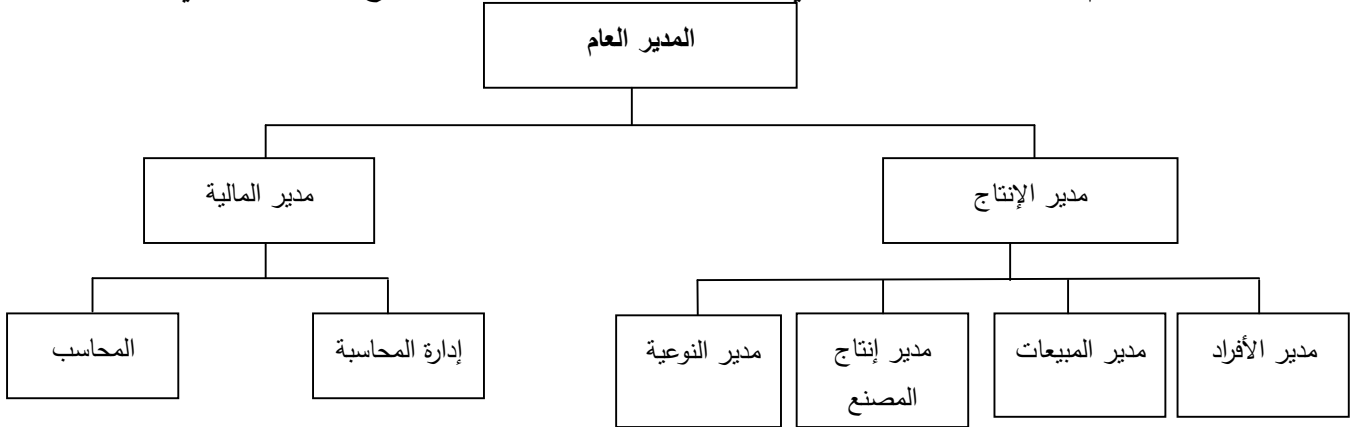 المدير العام
مدير الإنتاج
مدير المالية
مدير الأفراد
مدير المبيعات
مدير إنتاج
المصنع
مدير النوعية
إدارة المحاسبة
المحاسب